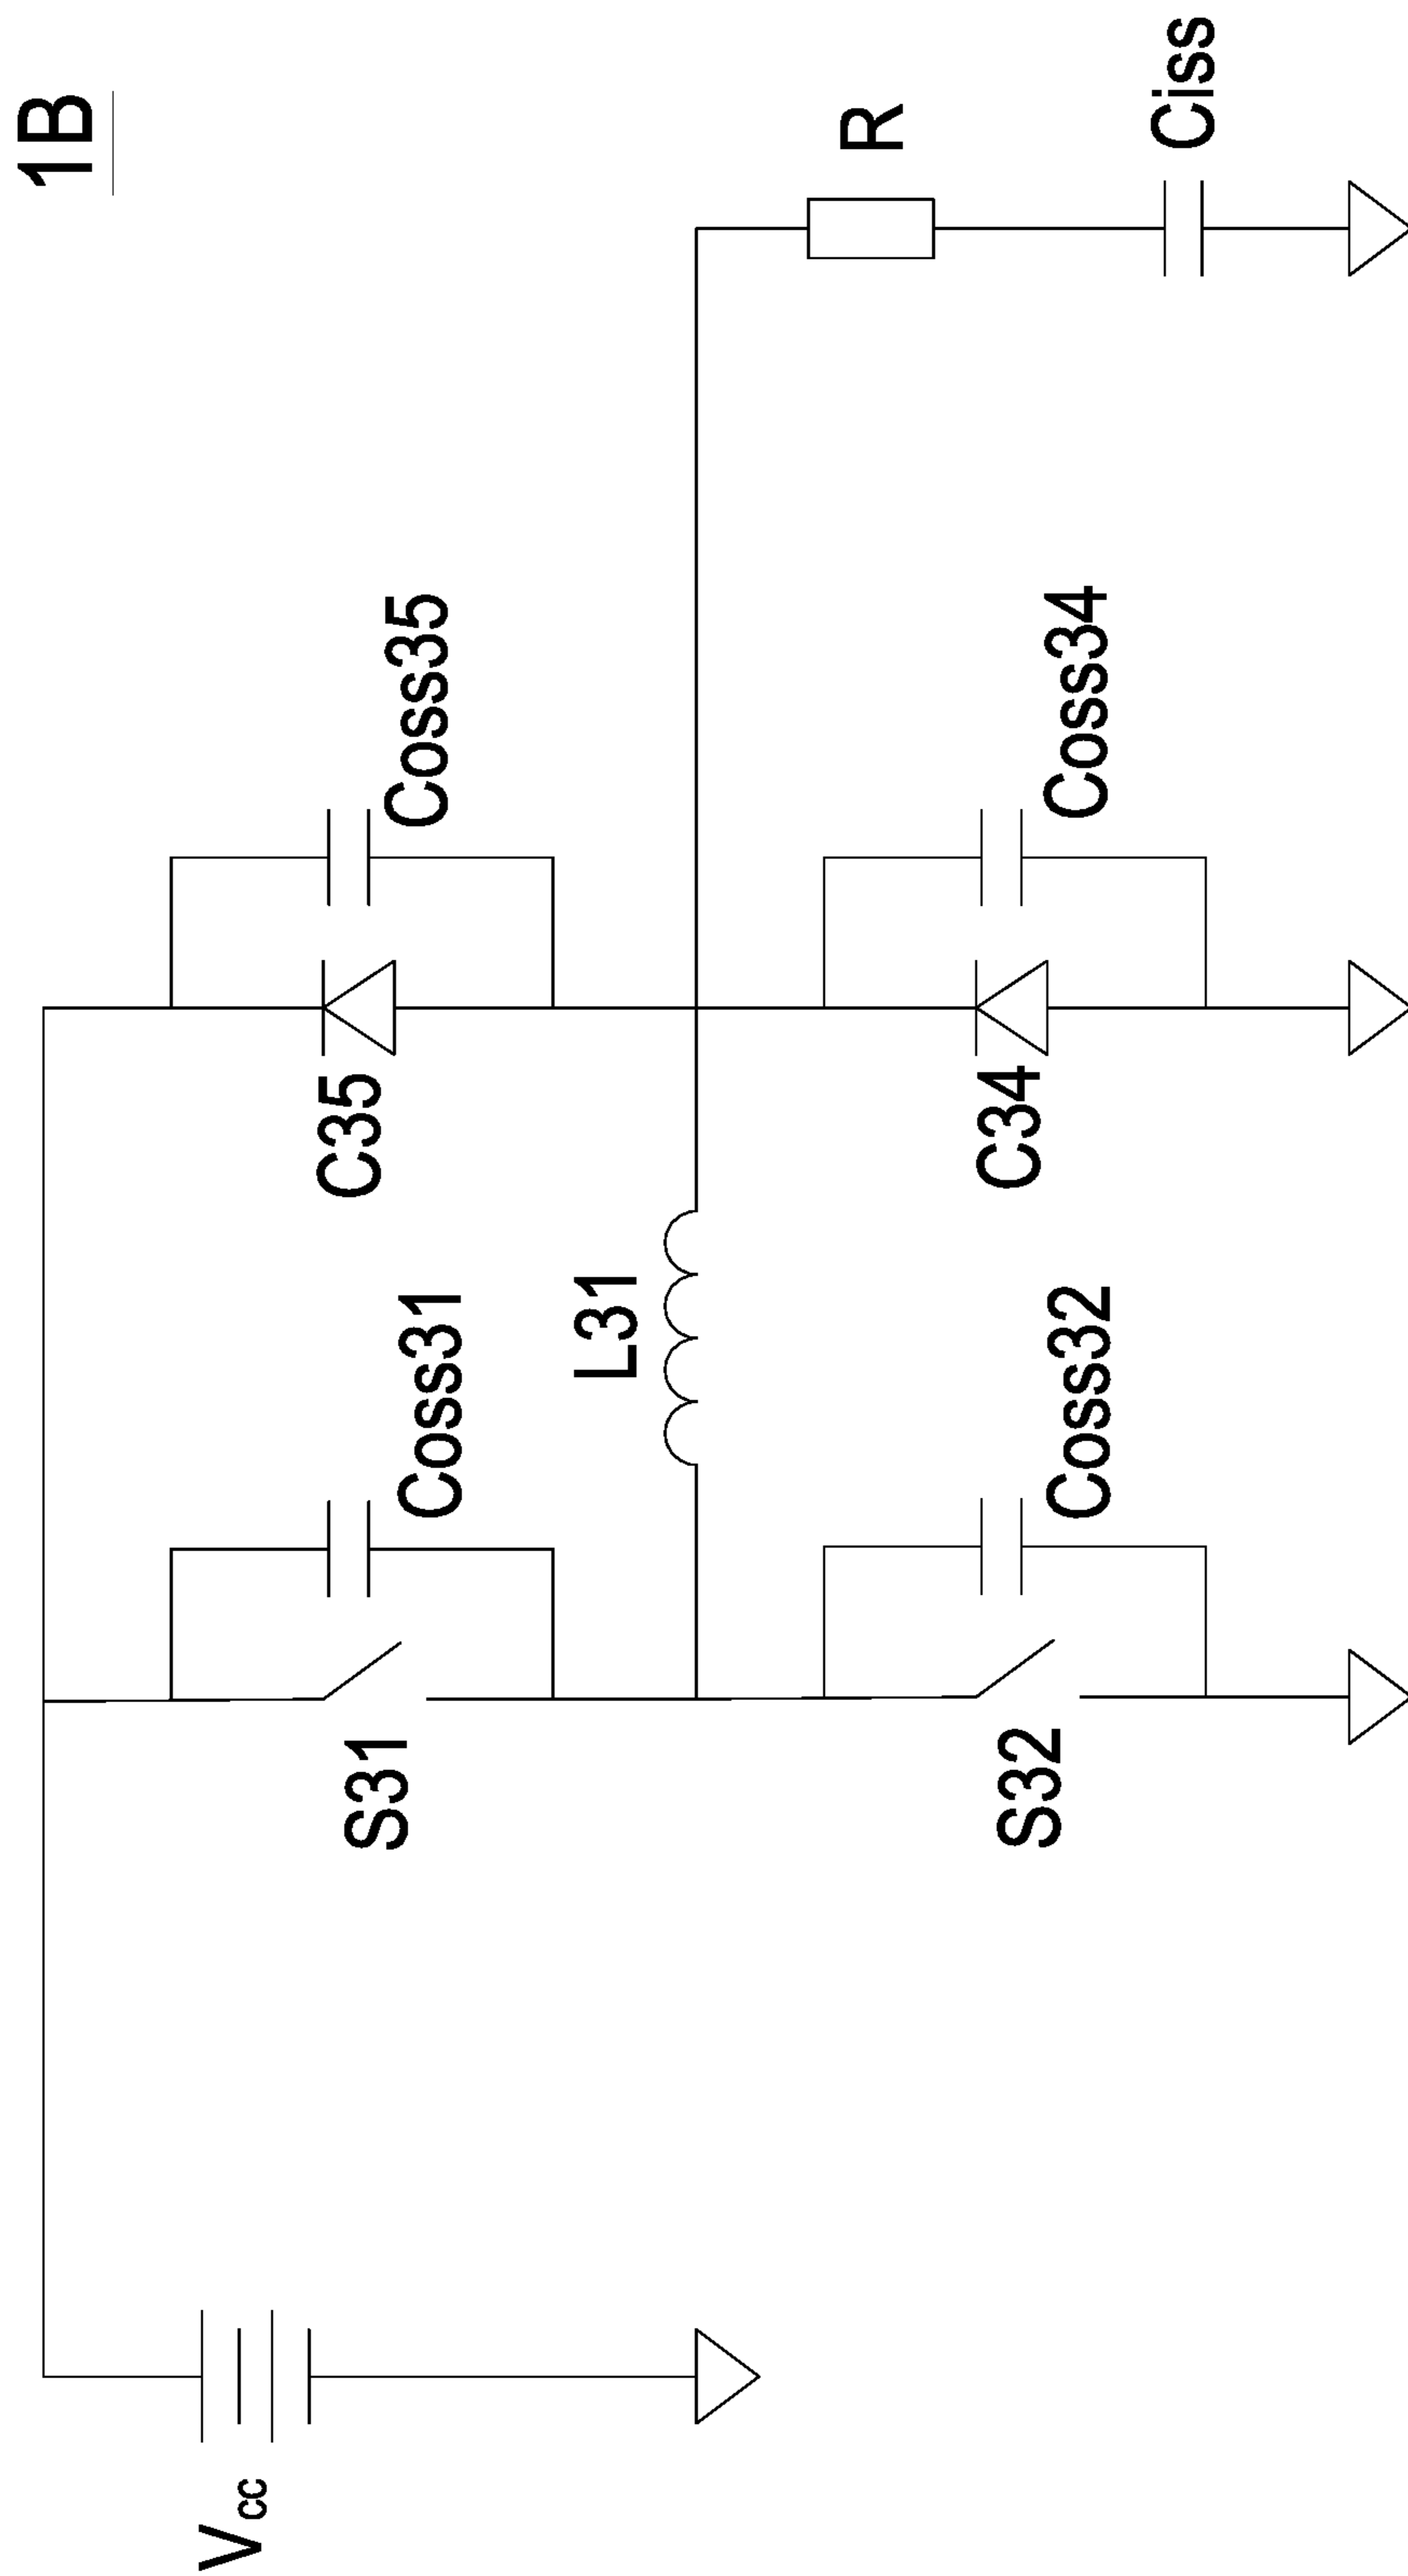 1B
Vcc
S31
Coss31
C35
Coss35
L31
R
S32
Coss32
C34
Coss34
Ciss